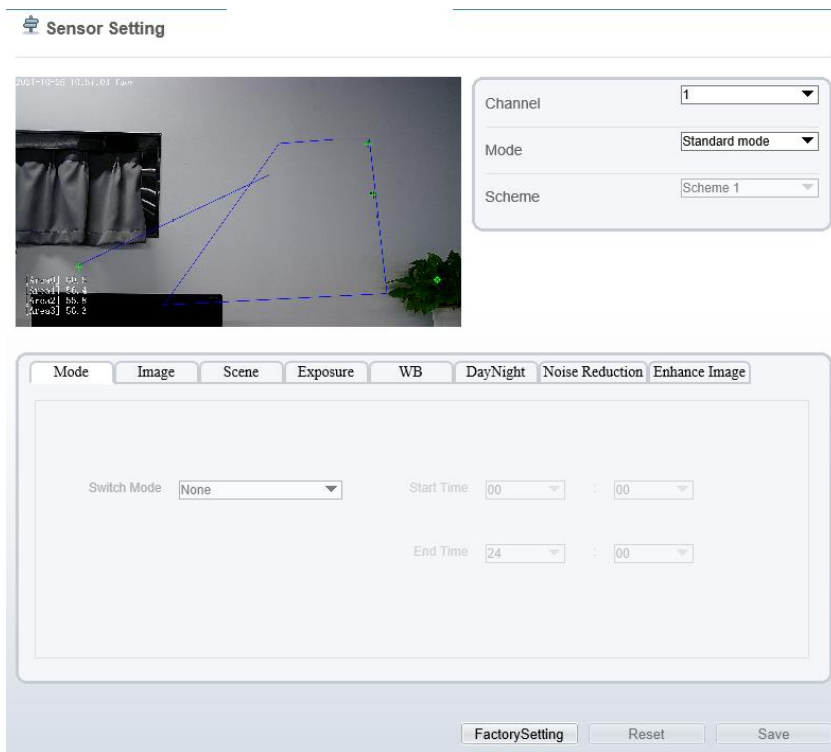 Sensor Setting
Channel
1
Mode
Standard mode
Scheme
Scheme 1
Mode Image Scene Exposure WB DayNight Noise Reduction Enhance Image
Switch Mode None Start Time 00 : 00
End Time 24 : 00
FactorySetting Reset Save